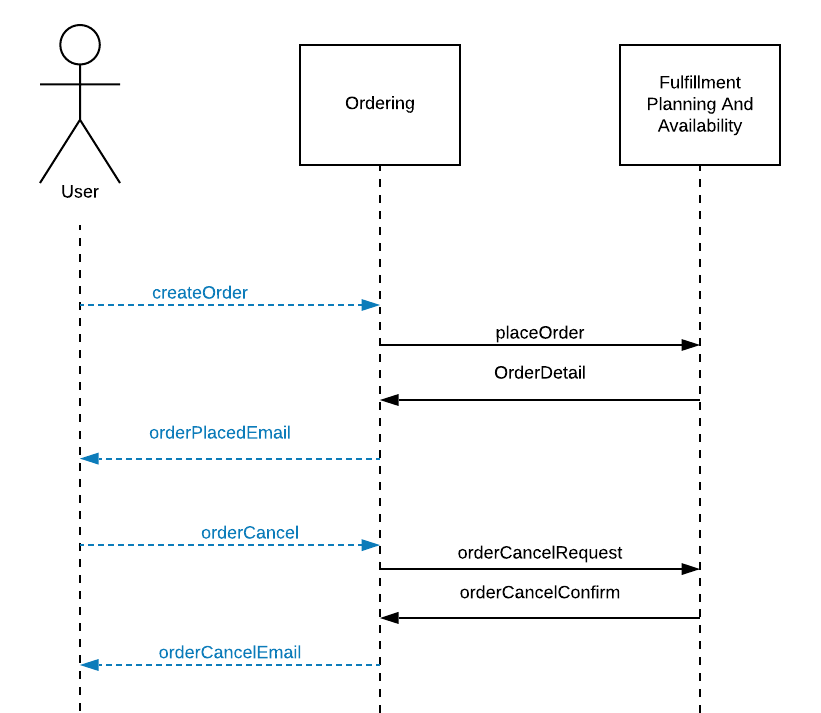 Ordering
Fulfillment
Planning And
Availability
User
createOrder
placeOrder
OrderDetail
orderPlacedEmail
orderCancel
orderCancelRequest
orderCancelConfirm
orderCancelEmail